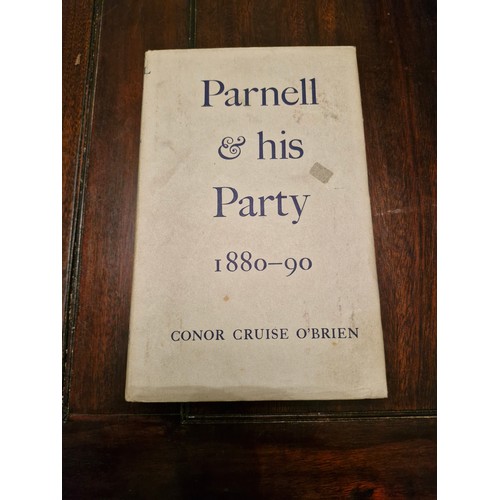 Parnell
& his
Party
1880–90
CONOR CRUISE O'BRIEN